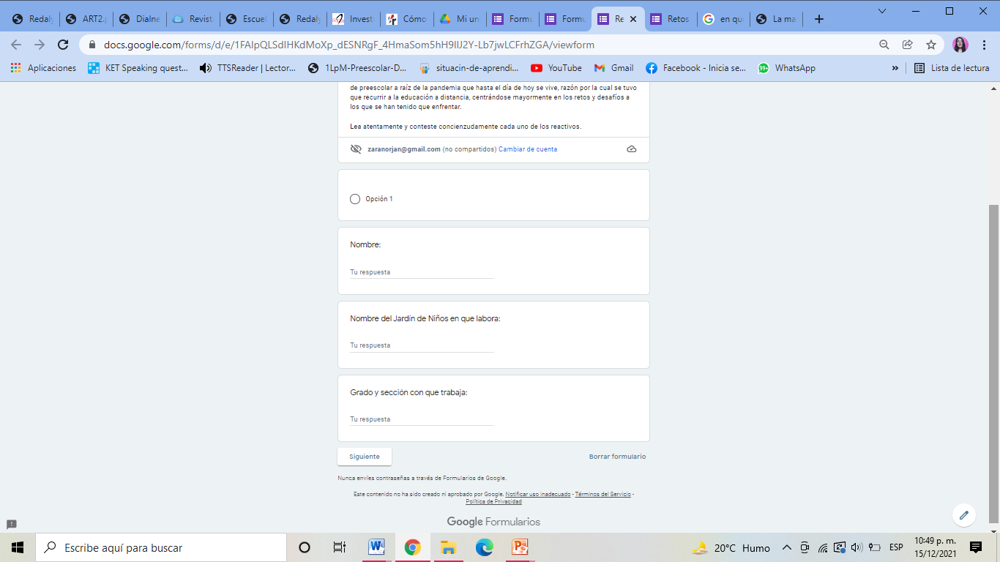 Redaly
ART2.p
Dialne
Revist
Escuel
Redaly
Investi
Cómo
Mi uni
Formu
Formu
Re
Retos
en qu
La ma
docs.google.com/forms/d/e/1FAIpQLSdIHKdMoXp_dESNRgF_4HmaSom5hH9IIJ2Y-Lb7jwLCFrhZGA/viewform
Aplicaciones
KET Speaking quest...
TTSReader | Lector...
1LpM-Preescolar-D...
situacin-de-aprendi...
YouTube
Gmail
Facebook - Inicia se...
99+
WhatsApp
»
Lista de lectura
de preescolar a raíz de la pandemia que hasta el día de hoy se vive, razón por la cual se tuvo
que recurrir a la educación a distancia, centrándose mayormente en los retos y desafíos a
los que se han tenido que enfrentar.
Lea atentamente y conteste concienzudamente cada uno de los reactivos.
zaranorjan@gmail.com (no compartidos) Cambiar de cuenta
Opción 1
Nombre:
Tu respuesta
Nombre del Jardín de Niños en que labora:
Tu respuesta
Grado y sección con que trabaja:
Tu respuesta
Siguiente
Borrar formulario
Nunca envíes contraseñas a través de Formularios de Google.
Este contenido no ha sido creado ni aprobado por Google. Notificar uso inadecuado - Términos del Servicio -
Política de Privacidad
Google Formularios
Escribe aquí para buscar
20°C Humo
ESP
10:49 p. m.
15/12/2021